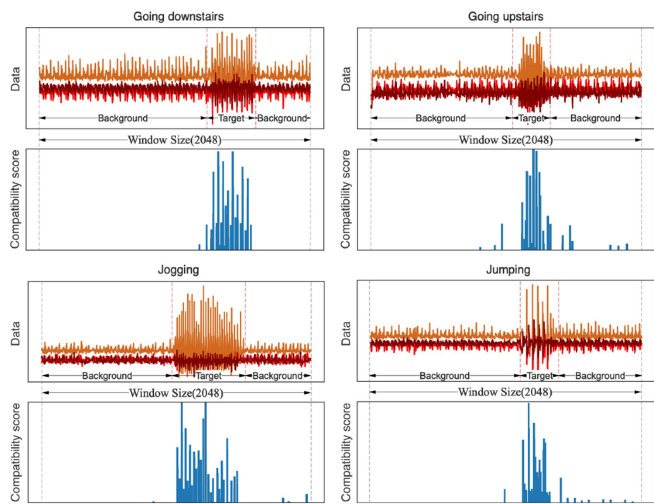 Going downstairs
Data
Background
Target
Background
Window Size(2048)
Compatibility score
Going upstairs
Data
Background
Target
Background
Window Size(2048)
Compatibility score
Jogging
Data
Background
Target
Background
Window Size(2048)
Compatibility score
Jumping
Data
Background
Target
Background
Window Size(2048)
Compatibility score